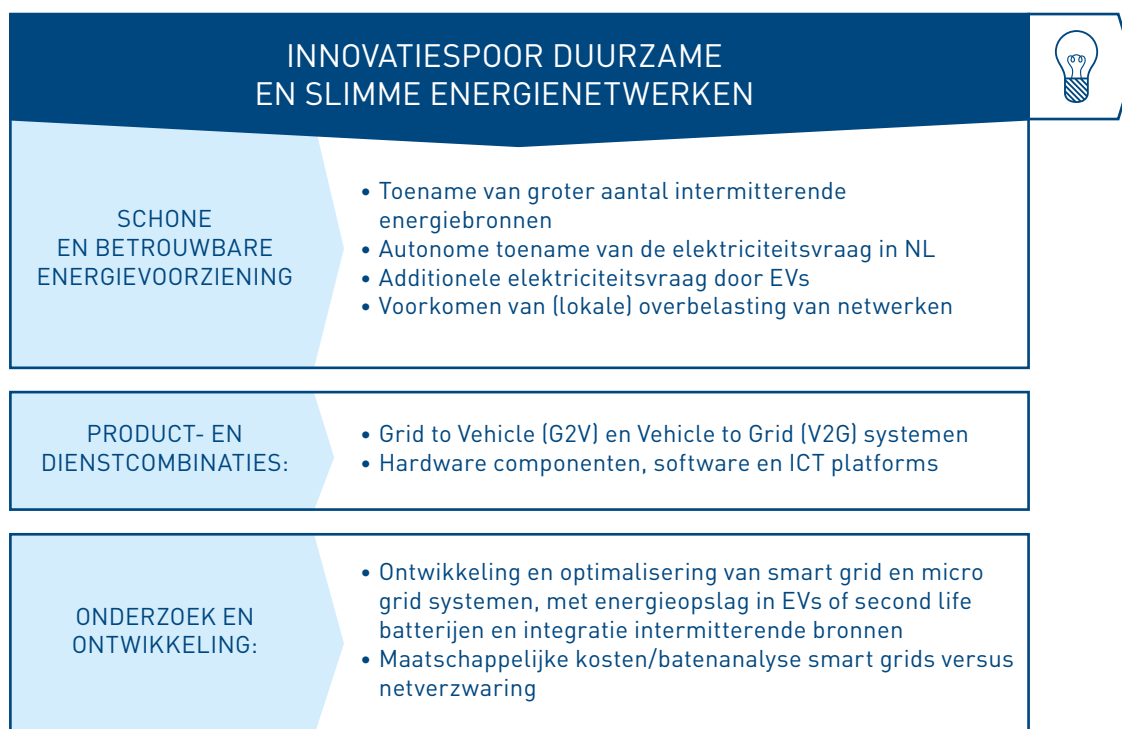 INNOVATIESPOOR DUURZAME
EN SLIMME ENERGIENETWERKEN
SCHONE
EN BETROUWBARE
ENERGIEVOORZIENING
• Toename van groter aantal intermitterende
energiebronnen
• Autonome toename van de elektriciteitsvraag in NL
• Additionele elektriciteitsvraag door EVs
• Voorkomen van (lokale) overbelasting van netwerken
PRODUCT- EN
DIENSTCOMBINATIES:
• Grid to Vehicle (G2V) en Vehicle to Grid (V2G) systemen
• Hardware componenten, software en ICT platforms
ONDERZOEK EN
ONTWIKKELING:
• Ontwikkeling en optimalisering van smart grid en micro
grid systemen, met energieopslag in EVs of second life
batterijen en integratie intermitterende bronnen
• Maatschappelijke kosten/batenanalyse smart grids versus
netverzwaring